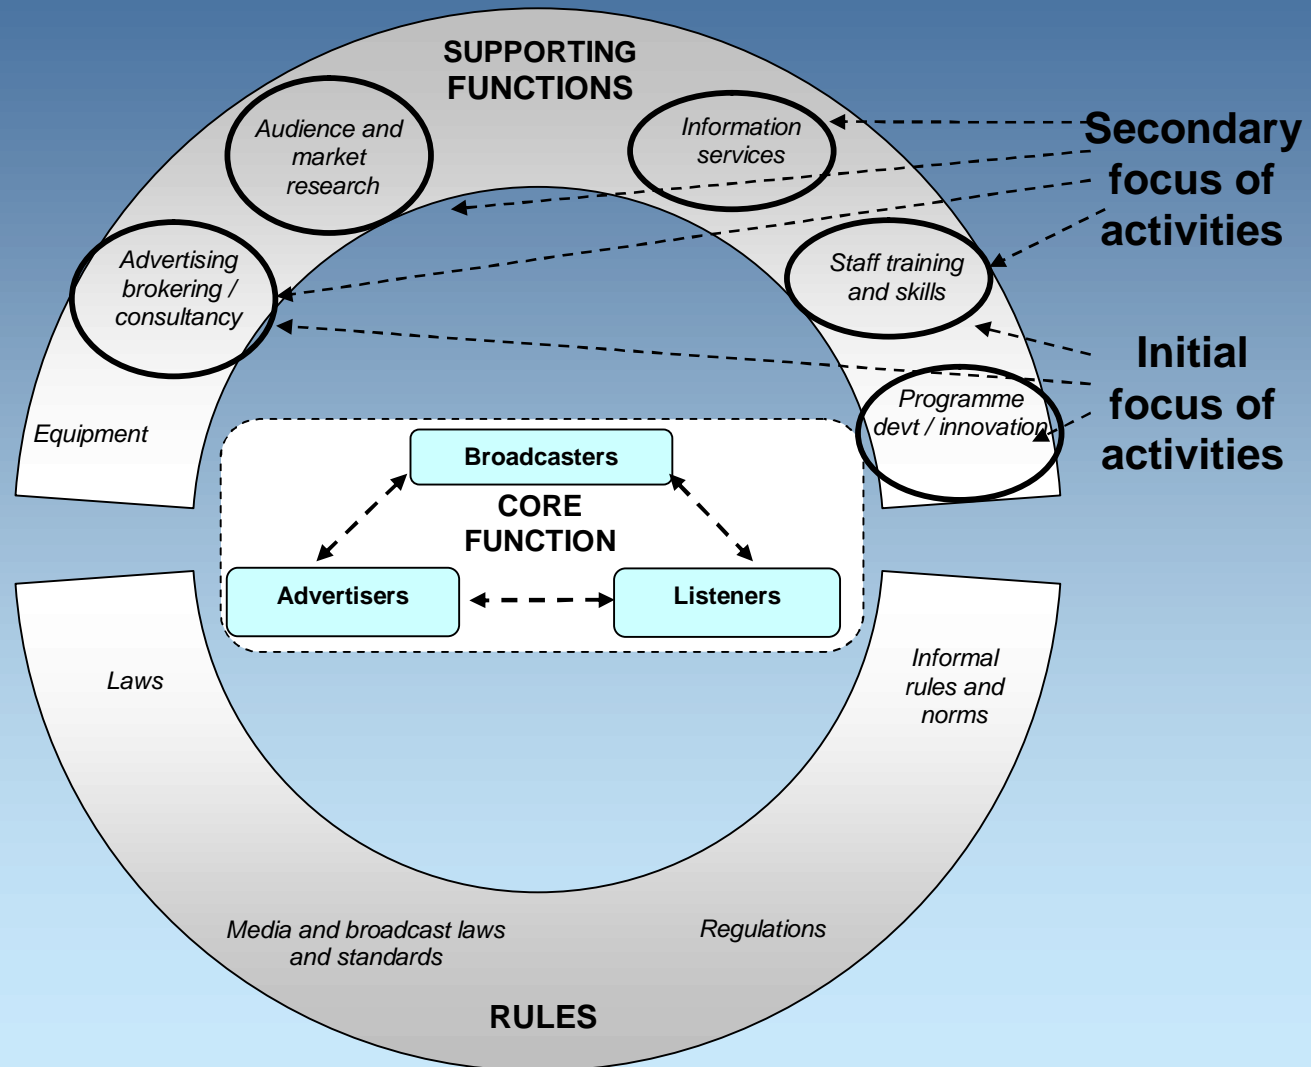 SUPPORTING
FUNCTIONS
Audience and
market
research
Information
services
Secondary
focus of
activities
Advertising
brokering /
consultancy
Staff training
and skills
Initial
focus of
activities
Programme
devt / innovation
Equipment
Broadcasters
CORE
FUNCTION
Advertisers
Listeners
Laws
Informal
rules and
norms
Media and broadcast laws
and standards
Regulations
RULES